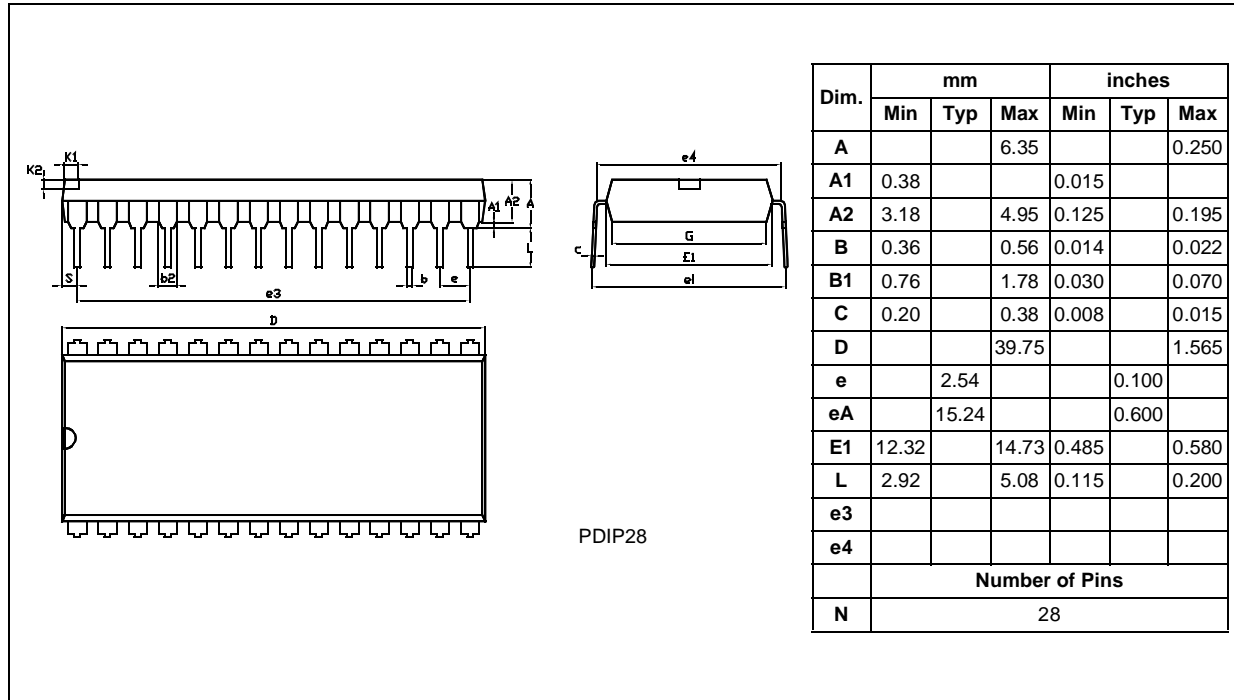 K1
K2
A1
A2
A
L
S
b2
b
e
e3
D
e4
c
G
E1
e1
PDIP28
Dim. mm inches
Min Typ Max Min Typ Max
A 6.35 0.250
A1 0.38 0.015
A2 3.18 4.95 0.125 0.195
B 0.36 0.56 0.014 0.022
B1 0.76 1.78 0.030 0.070
C 0.20 0.38 0.008 0.015
D 39.75 1.565
e 2.54 0.100
eA 15.24 0.600
E1 12.32 14.73 0.485 0.580
L 2.92 5.08 0.115 0.200
e3
e4
Number of Pins
N 28